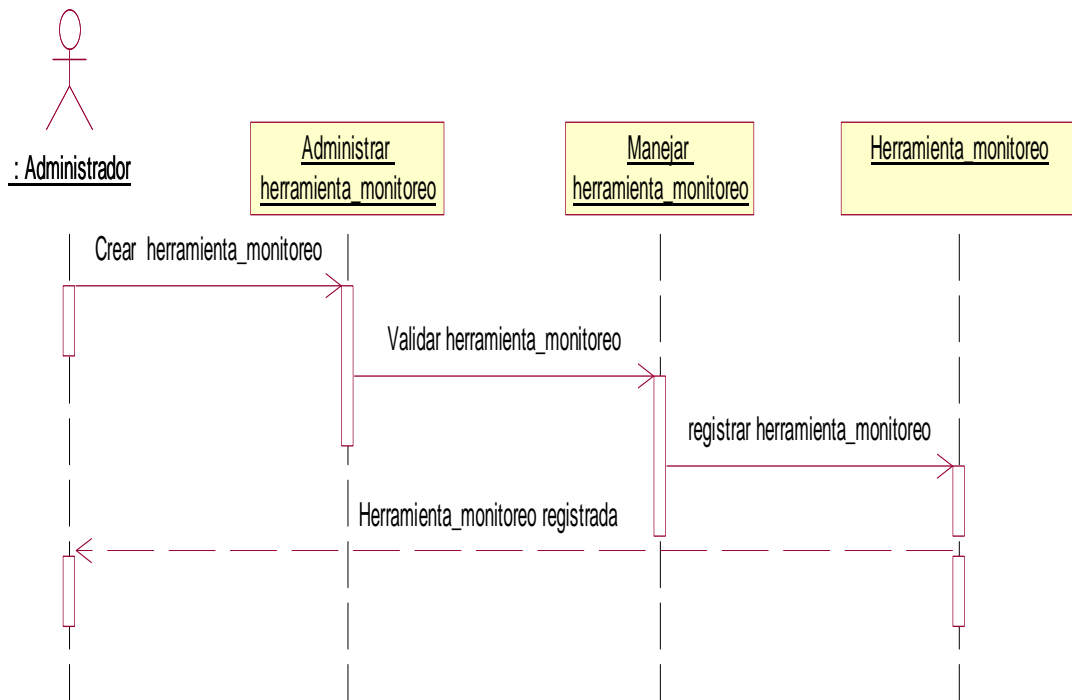 : Administrador
Administrar
herramienta_monitoreo
Manejar
herramienta_monitoreo
Herramienta_monitoreo
Crear herramienta_monitoreo
Validar herramienta_monitoreo
registrar herramienta_monitoreo
Herramienta_monitoreo registrada